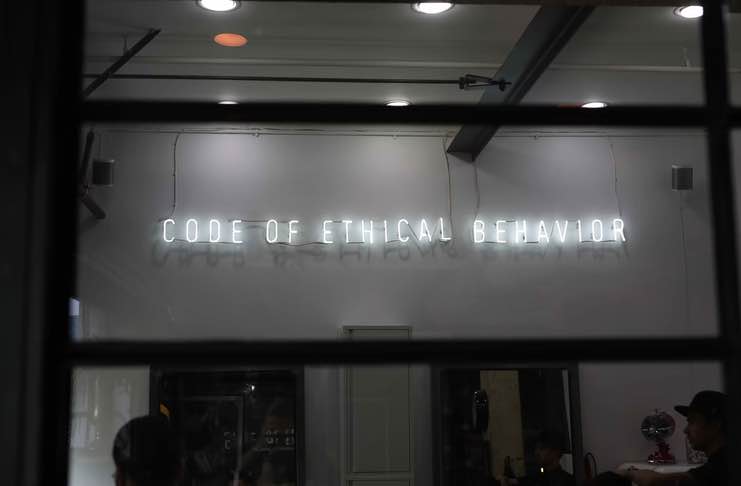 CODE OF ETHICAL BEHAVIOR